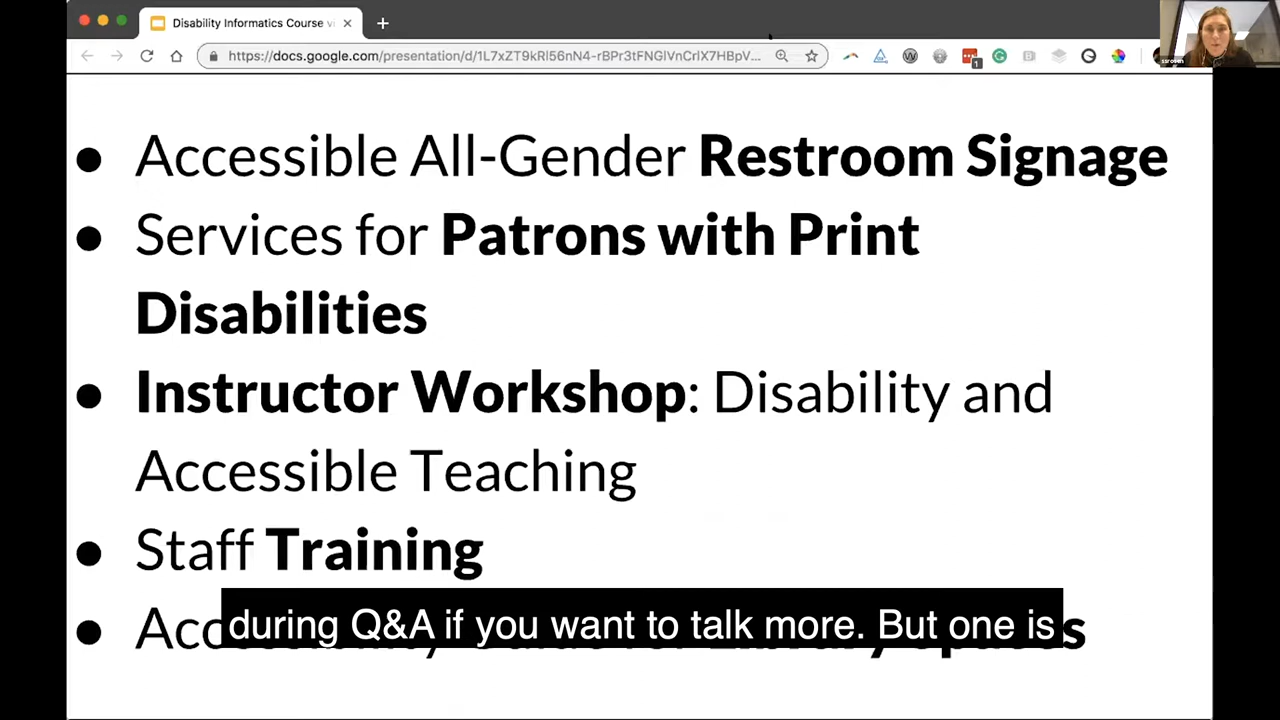 Disability Informatics Course v
https://docs.google.com/presentation/d/1L7xZT9kRl56nN4-rBPr3tFNGlVnCrlX7HBpV...
1
ssrosen
● Accessible All-Gender Restroom Signage
● Services for Patrons with Print
Disabilities
● Instructor Workshop: Disability and
Accessible Teaching
● Staff Training
during Q&A if you want to talk more. But one is